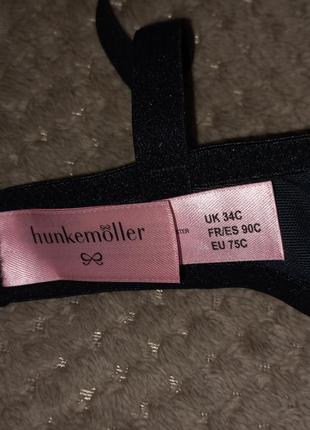 hunkemöller
UK 34C
FR/ES 90C
EU 75C